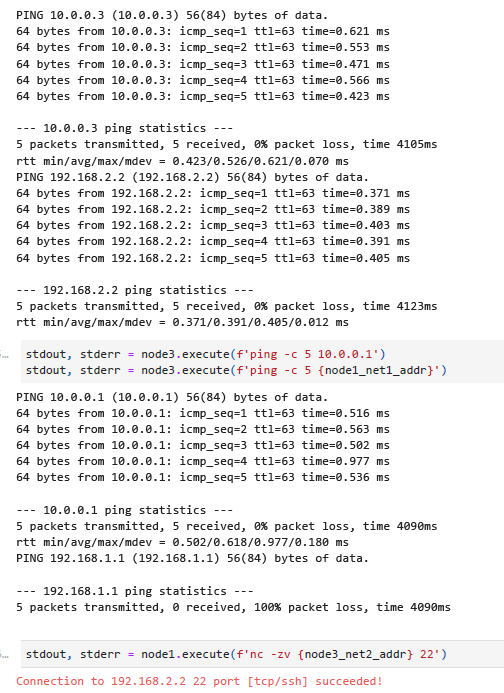 PING 10.0.0.3 (10.0.0.3) 56(84) bytes of data.
64 bytes from 10.0.0.3: icmp_seq=1 ttl=63 time=0.621 ms
64 bytes from 10.0.0.3: icmp_seq=2 ttl=63 time=0.553 ms
64 bytes from 10.0.0.3: icmp_seq=3 ttl=63 time=0.471 ms
64 bytes from 10.0.0.3: icmp_seq=4 ttl=63 time=0.566 ms
64 bytes from 10.0.0.3: icmp_seq=5 ttl=63 time=0.423 ms
--- 10.0.0.3 ping statistics ---
5 packets transmitted, 5 received, 0% packet loss, time 4105ms
rtt min/avg/max/mdev = 0.423/0.526/0.621/0.070 ms
PING 192.168.2.2 (192.168.2.2) 56(84) bytes of data.
64 bytes from 192.168.2.2: icmp_seq=1 ttl=63 time=0.371 ms
64 bytes from 192.168.2.2: icmp_seq=2 ttl=63 time=0.389 ms
64 bytes from 192.168.2.2: icmp_seq=3 ttl=63 time=0.403 ms
64 bytes from 192.168.2.2: icmp_seq=4 ttl=63 time=0.391 ms
64 bytes from 192.168.2.2: icmp_seq=5 ttl=63 time=0.405 ms
--- 192.168.2.2 ping statistics ---
5 packets transmitted, 5 received, 0% packet loss, time 4123ms
rtt min/avg/max/mdev = 0.371/0.391/0.405/0.012 ms
stdout, stderr = node3.execute(f'ping -c 5 10.0.0.1')
stdout, stderr = node3.execute(f'ping -c 5 {node1_net1_addr}')
PING 10.0.0.1 (10.0.0.1) 56(84) bytes of data.
64 bytes from 10.0.0.1: icmp_seq=1 ttl=63 time=0.516 ms
64 bytes from 10.0.0.1: icmp_seq=2 ttl=63 time=0.563 ms
64 bytes from 10.0.0.1: icmp_seq=3 ttl=63 time=0.502 ms
64 bytes from 10.0.0.1: icmp_seq=4 ttl=63 time=0.977 ms
64 bytes from 10.0.0.1: icmp_seq=5 ttl=63 time=0.536 ms
--- 10.0.0.1 ping statistics ---
5 packets transmitted, 5 received, 0% packet loss, time 4090ms
rtt min/avg/max/mdev = 0.502/0.618/0.977/0.180 ms
PING 192.168.1.1 (192.168.1.1) 56(84) bytes of data.
--- 192.168.1.1 ping statistics ---
5 packets transmitted, 0 received, 100% packet loss, time 4090ms
stdout, stderr = node1.execute(f'nc -zv {node3_net2_addr} 22')
Connection to 192.168.2.2 22 port [tcp/ssh] succeeded!